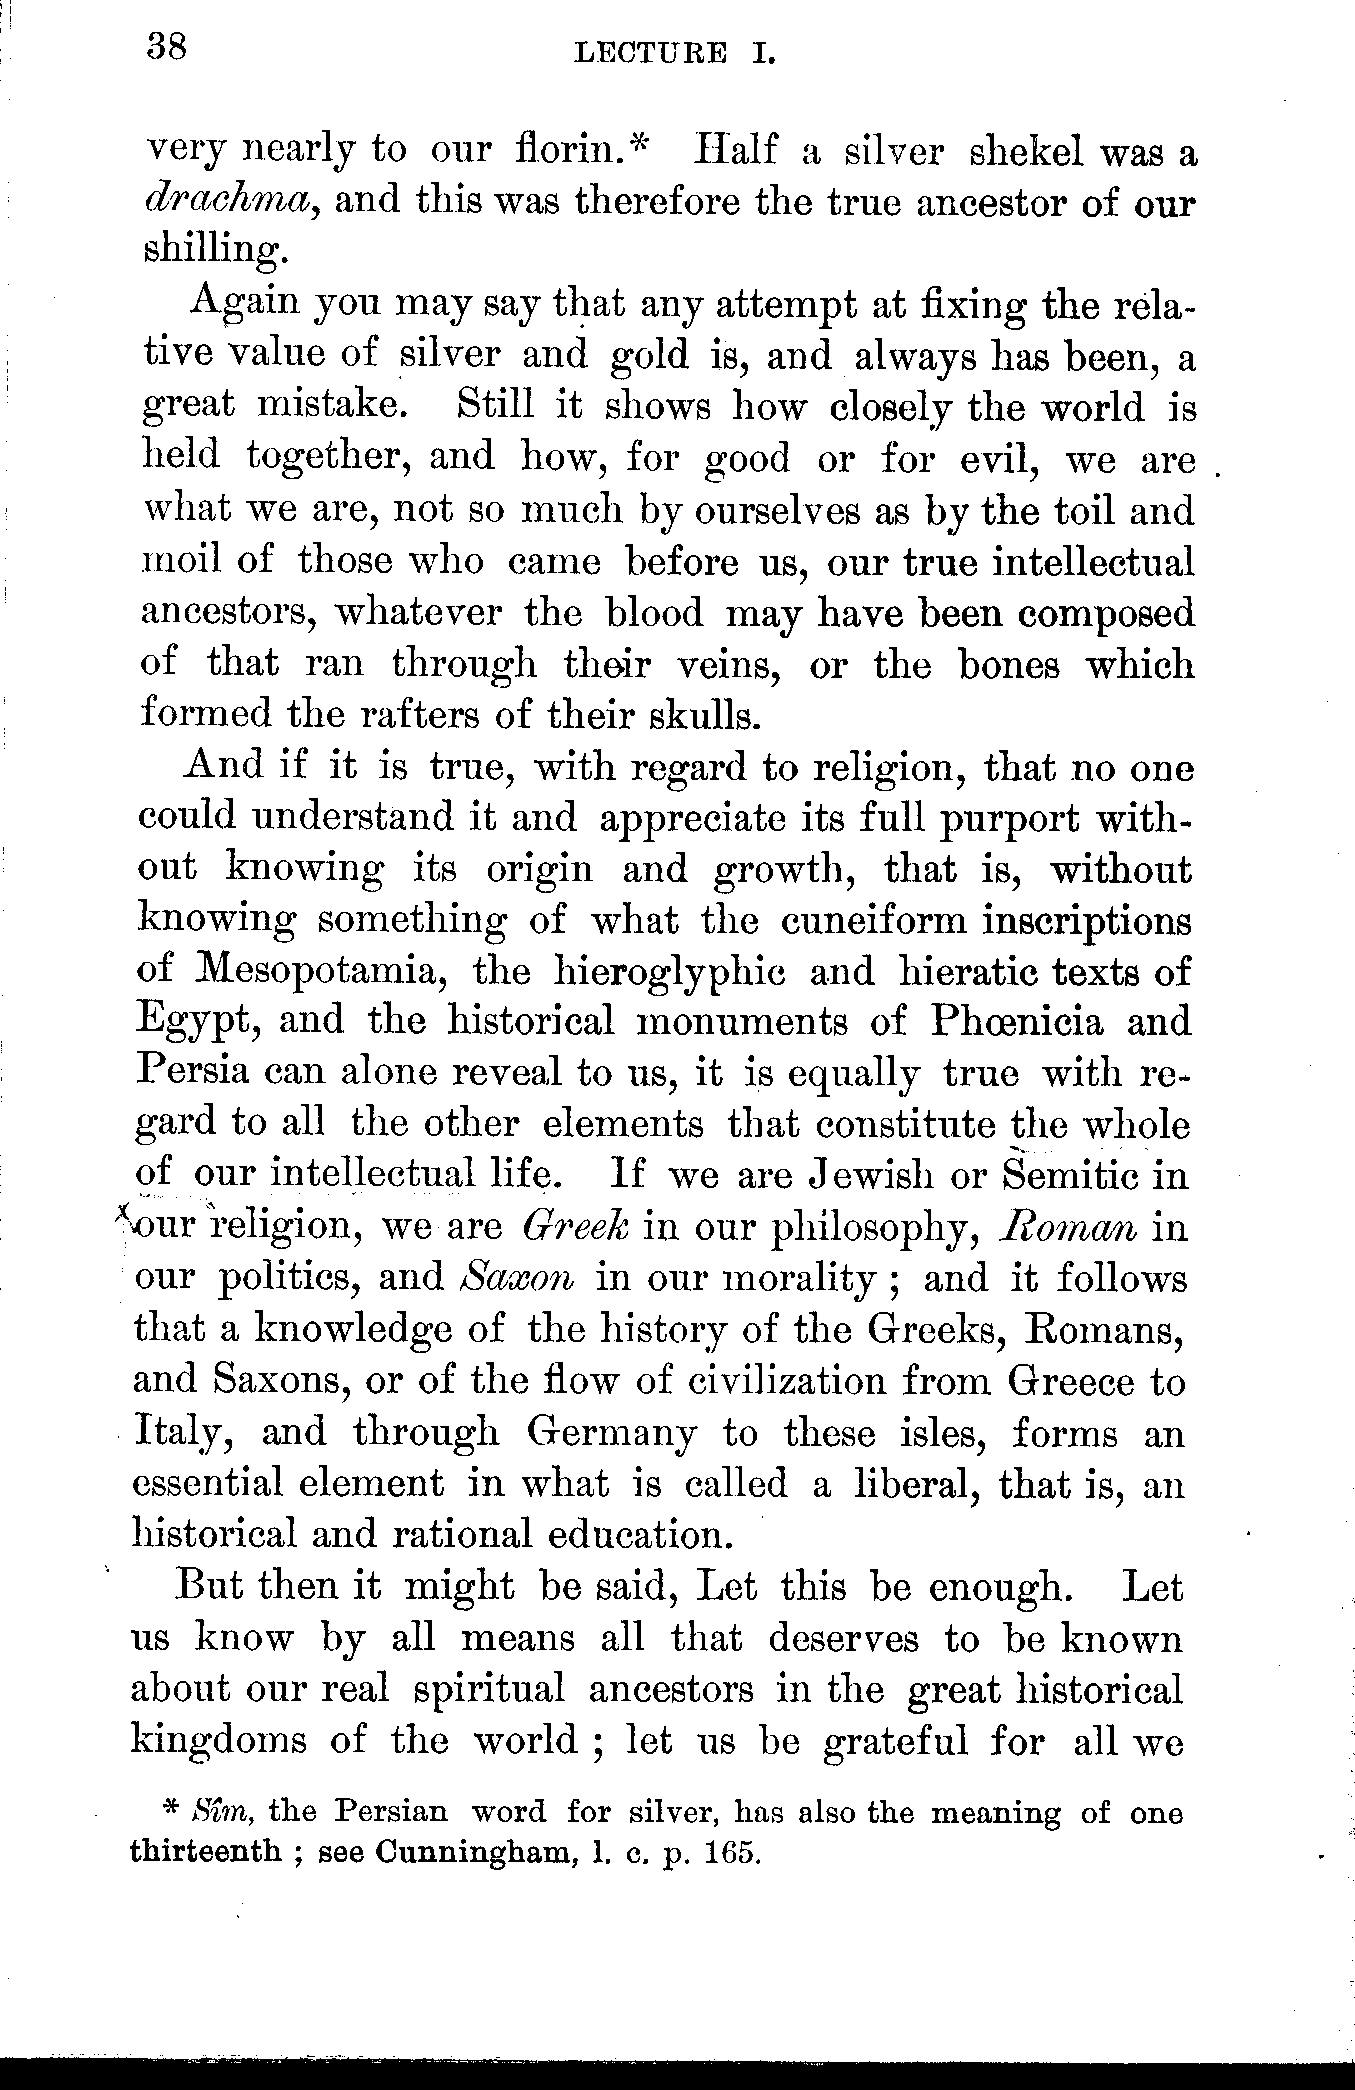 38
LECTURE I.
very nearly to our florin.* Half a silver shekel was a
drachma, and this was therefore the true ancestor of our
shilling.
Again you may say that any attempt at fixing the rela-
tive value of silver and gold is, and always has been, a
great mistake. Still it shows how closely the world is
held together, and how, for good or for evil, we are
what we are, not so much by ourselves as by the toil and
moil of those who came before us, our true intellectual
ancestors, whatever the blood may have been composed
of that ran through their veins, or the bones which
formed the rafters of their skulls.
And if it is true, with regard to religion, that no one
could understand it and appreciate its full purport with-
out knowing its origin and growth, that is, without
knowing something of what the cuneiform inscriptions
of Mesopotamia, the hieroglyphic and hieratic texts of
Egypt, and the historical monuments of Phœnicia and
Persia can alone reveal to us, it is equally true with re-
gard to all the other elements that constitute the whole
of our intellectual life. If we are Jewish or Semitic in
our religion, we are Greek in our philosophy, Roman in
our politics, and Saxon in our morality ; and it follows
that a knowledge of the history of the Greeks, Romans,
and Saxons, or of the flow of civilization from Greece to
Italy, and through Germany to these isles, forms an
essential element in what is called a liberal, that is, an
historical and rational education.
But then it might be said, Let this be enough. Let
us know by all means all that deserves to be known
about our real spiritual ancestors in the great historical
kingdoms of the world ; let us be grateful for all we
* Sîm, the Persian word for silver, has also the meaning of one
thirteenth ; see Cunningham, l. c. p. 165.